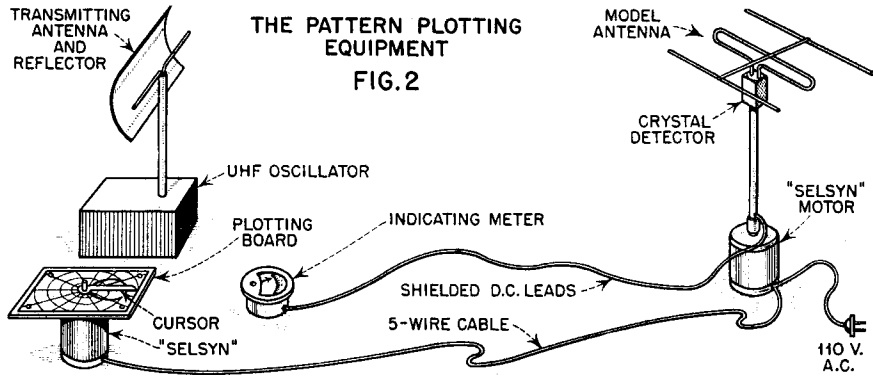 TRANSMITTING
ANTENNA
AND
REFLECTOR
THE PATTERN PLOTTING
EQUIPMENT
FIG.2
MODEL
ANTENNA
CRYSTAL
DETECTOR
UHF OSCILLATOR
"SELSYN"
MOTOR
PLOTTING
BOARD
INDICATING METER
SHIELDED D.C. LEADS
CURSOR
"SELSYN"
5-WIRE CABLE
110 V.
A.C.